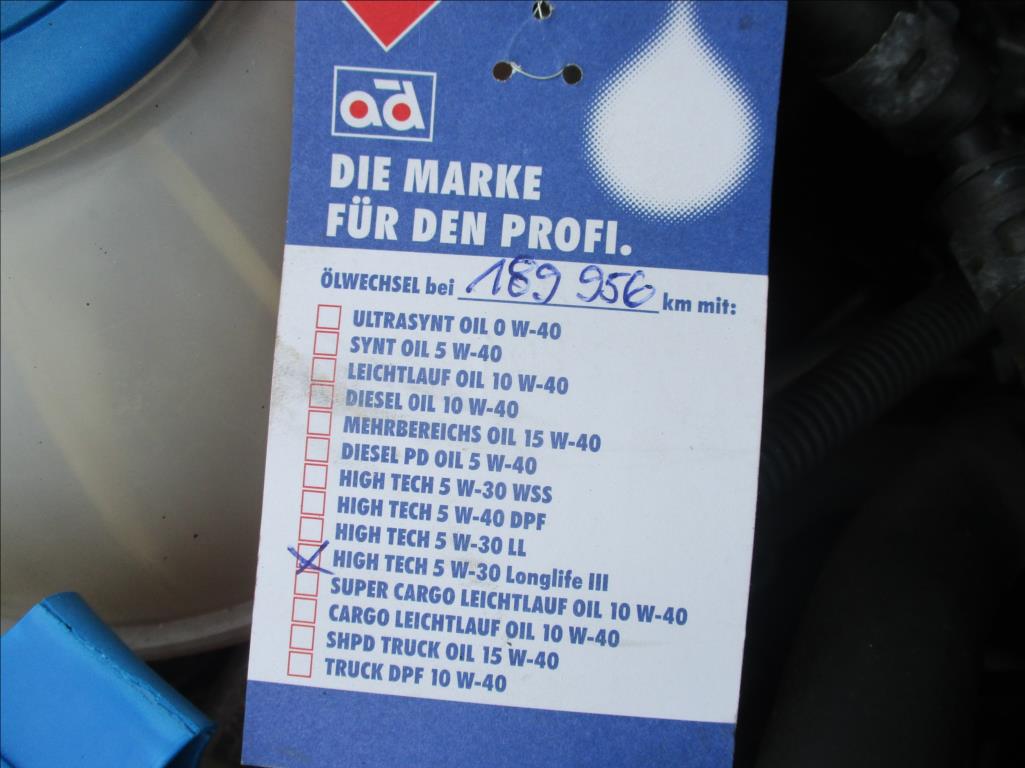 ad
DIE MARKE
FÜR DEN PROFI.
ÖLWECHSEL bei 189 956 km mit:
ULTRASYNT OIL 0 W-40
SYNT OIL 5 W-40
LEICHTLAUF OIL 10 W-40
DIESEL OIL 10 W-40
MEHRBEREICHS OIL 15 W-40
DIESEL PD OIL 5 W-40
HIGH TECH 5 W-30 WSS
HIGH TECH 5 W-40 DPF
HIGH TECH 5 W-30 LL
HIGH TECH 5 W-30 Longlife III
SUPER CARGO LEICHTLAUF OIL 10 W-40
CARGO LEICHTLAUF OIL 10 W-40
SHPD TRUCK OIL 15 W-40
TRUCK DPF 10 W-40